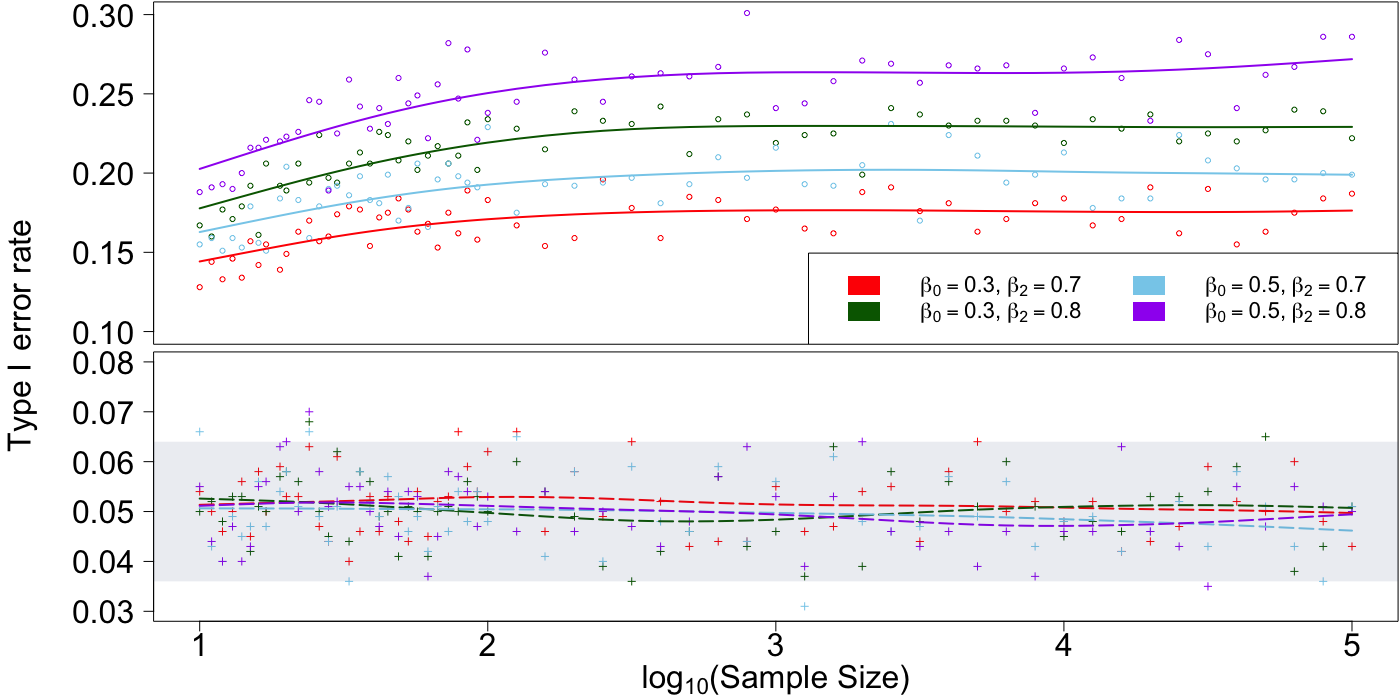 Type I error rate
0.30
0.25
0.20
0.15
0.10
β₀ = 0.3, β₂ = 0.7
β₀ = 0.5, β₂ = 0.7
β₀ = 0.3, β₂ = 0.8
β₀ = 0.5, β₂ = 0.8
0.08
0.07
0.06
0.05
0.04
0.03
1 2 3 4 5
log₁₀(Sample Size)